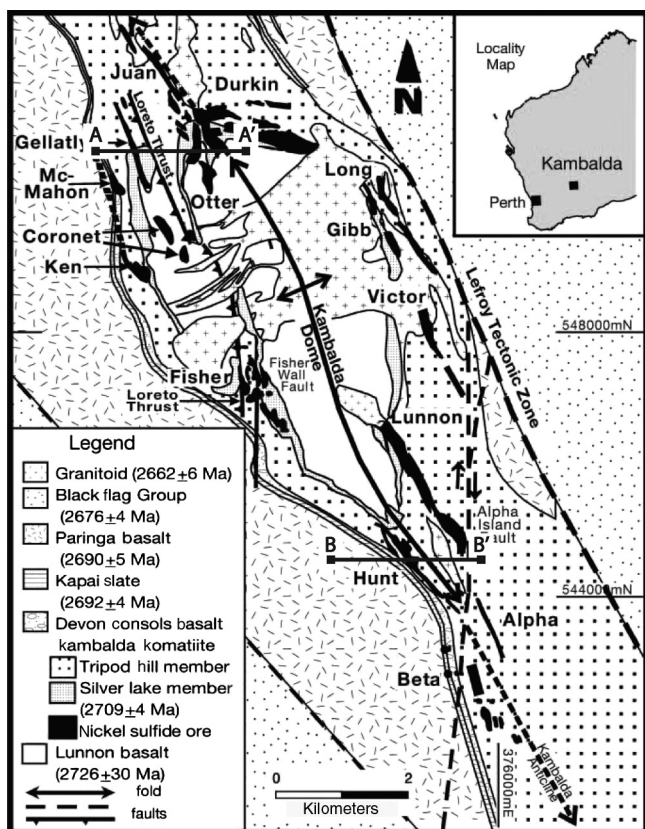 Locality
Map
Kambalda
Perth
N
Juan
Durkin
Loreto Thrust
A
A'
Gellatly
Mc-
Mahon
Otter
Long
Coronet
Gibb
Ken
Victor
Lefroy Tectonic Zone
548000mN
Kambalda
Dome
Fisher
Fisher
Wall
Fault
Loreto
Thrust
Lunnon
Alpha
Island
Fault
B
B'
Hunt
544000mN
Alpha
Beta
376000mE
Kambalda
Anticline
Legend
Granitoid (2662±6 Ma)
Black flag Group
(2676±4 Ma)
Paringa basalt
(2690±5 Ma)
Kapai slate
(2692±4 Ma)
Devon consols basalt
kambalda komatiite
Tripod hill member
Silver lake member
(2709±4 Ma)
Nickel sulfide ore
Lunnon basalt
(2726±30 Ma)
fold
faults
0
2
Kilometers